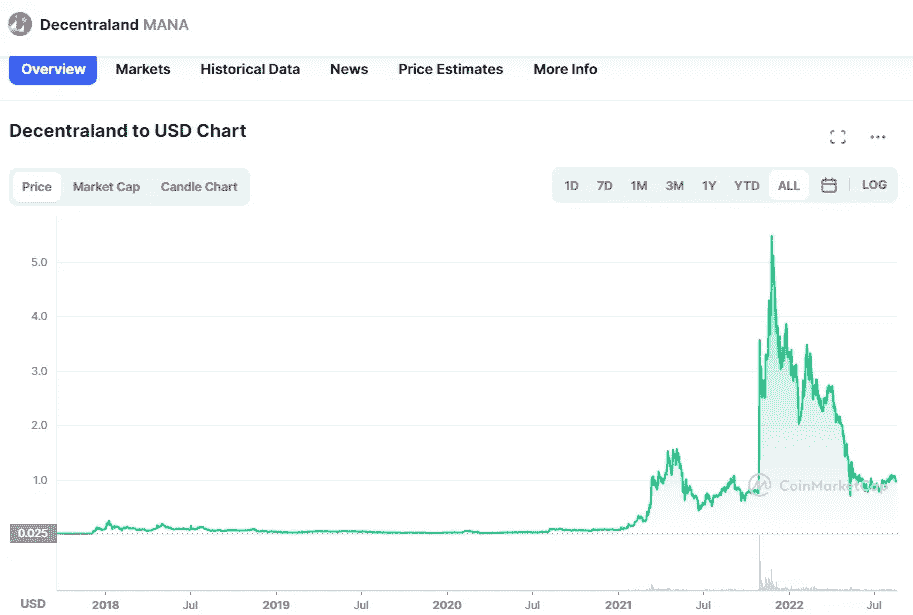 Decentraland MANA
Overview Markets Historical Data News Price Estimates More Info
Decentraland to USD Chart
Price Market Cap Candle Chart 1D 7D 1M 3M 1Y YTD ALL LOG
5.0
4.0
3.0
2.0
1.0
CoinMarketCap
0.025
USD 2018 Jul 2019 Jul 2020 Jul 2021 Jul 2022 Jul